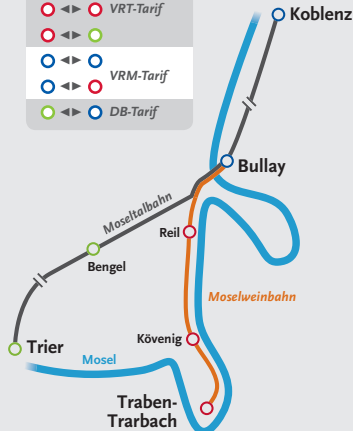 VRT-Tarif
VRM-Tarif
DB-Tarif
Koblenz
Bullay
Moseltalbahn
Reil
Bengel
Moselweinbahn
Kövenig
Trier
Mosel
Traben-
Trarbach